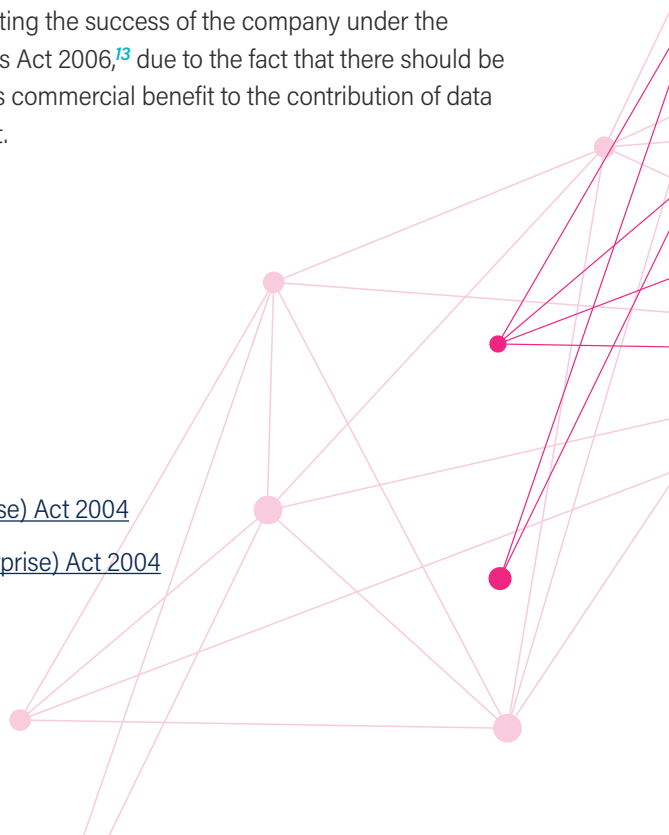 ting the success of the company under the
s Act 2006,13 due to the fact that there should be
s commercial benefit to the contribution of data
t.
se) Act 2004
prise) Act 2004